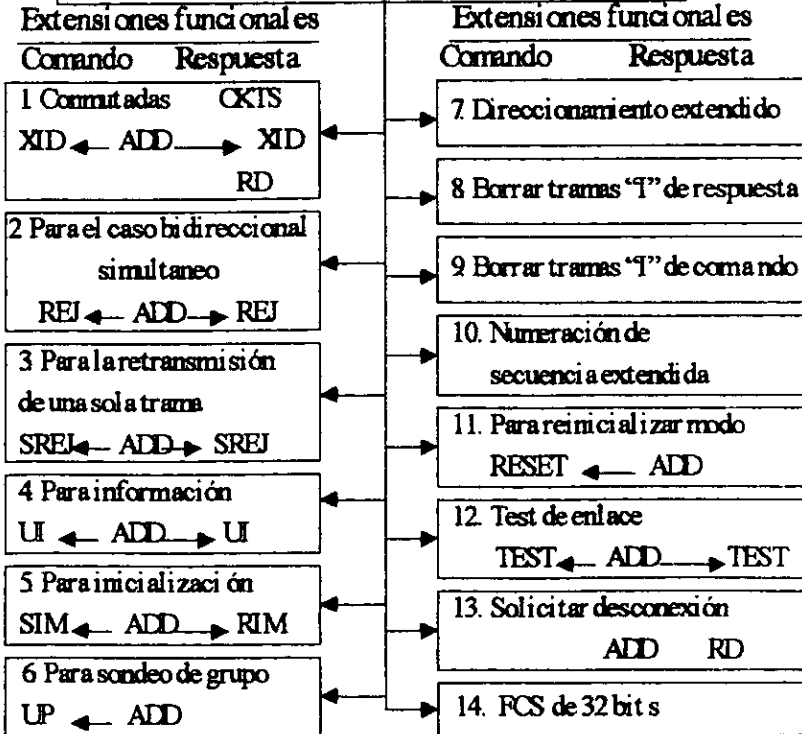 Extensiones funcionales
Comando Respuesta
1 Conmutadas CKTS
XID ADD XID
RD
2 Para el caso bidireccional
simultaneo
REJ ADD REJ
3 Para la retransmisión
de una sola trama
SREJ ADD SREJ
4 Para información
UI ADD UI
5 Para inicialización
SIM ADD RIM
6 Para sondeo de grupo
UP ADD
Extensiones funcionales
Comando Respuesta
7. Direccionamiento extendido
8 Borrar tramas "I" de respuesta
9 Borrar tramas "I" de comando
10. Numeración de
secuencia extendida
11. Para reinicializar modo
RESET ADD
12. Test de enlace
TEST ADD TEST
13. Solicitar desconexión
ADD RD
14. FCS de 32 bits